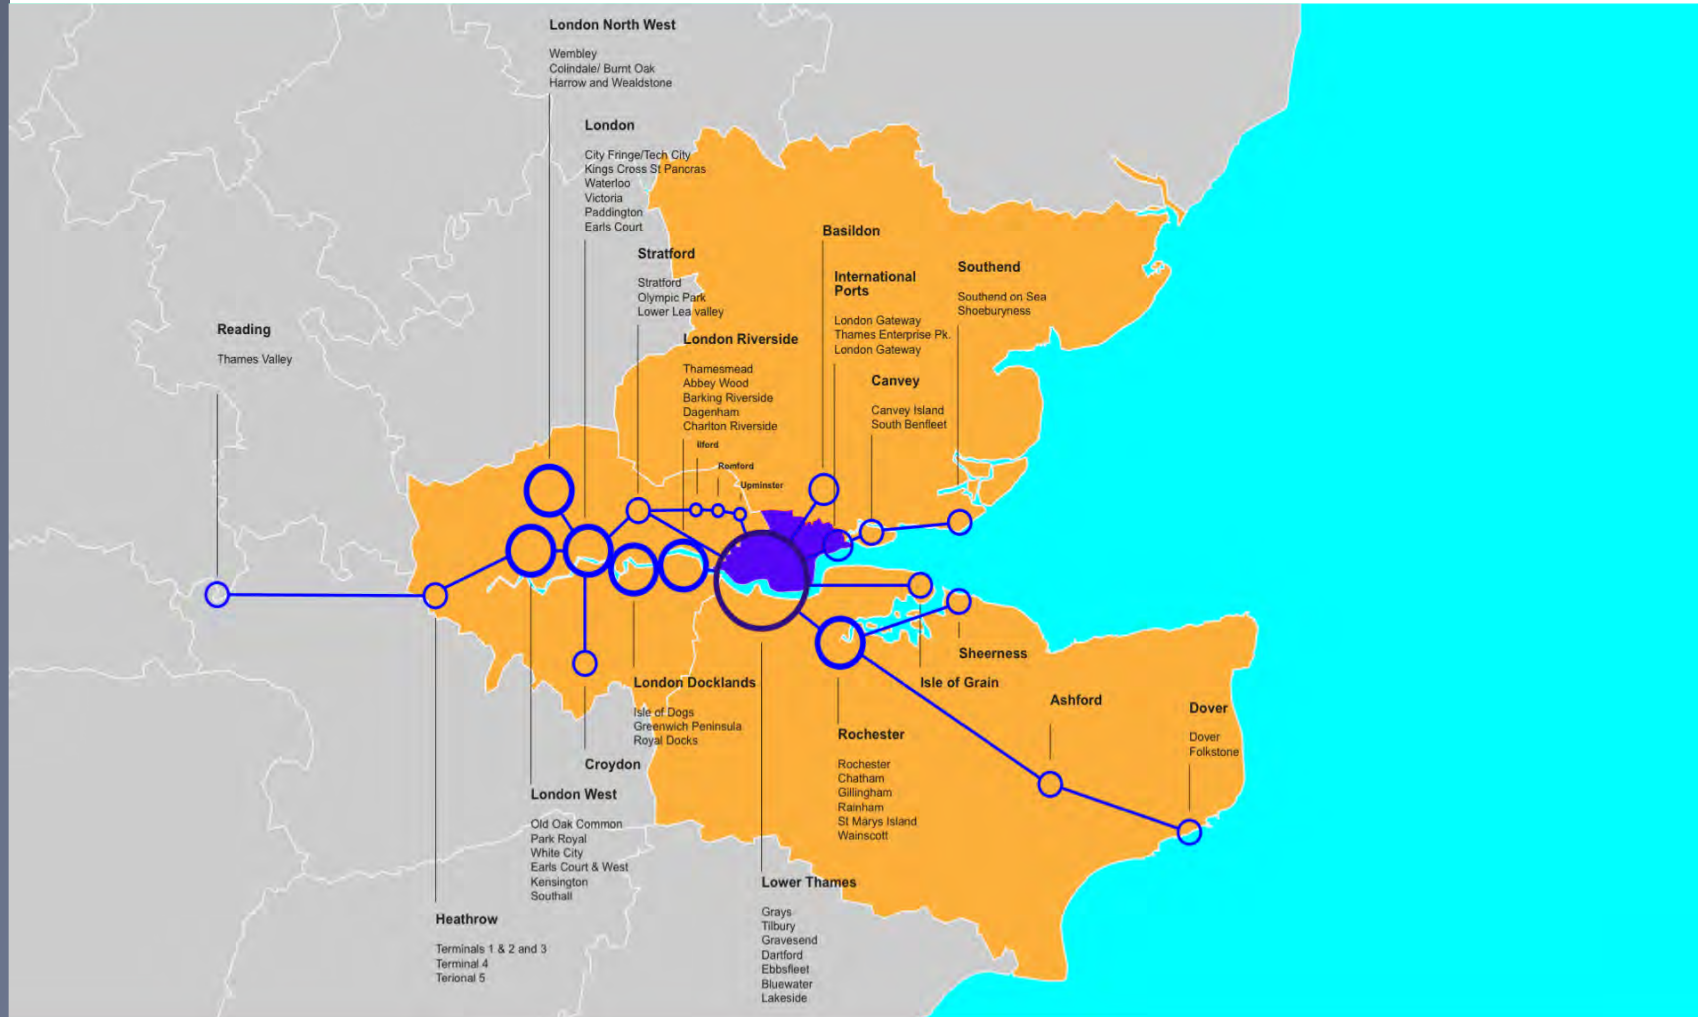 London North West
Wembley
Colindale/ Burnt Oak
Harrow and Wealdstone
London
City Fringe/Tech City
Kings Cross St Pancras
Waterloo
Victoria
Paddington
Earls Court
Stratford
Stratford
Olympic Park
Lower Lea valley
Basildon
International
Ports
London Gateway
Thames Enterprise Pk.
London Gateway
Southend
Southend on Sea
Shoeburyness
Reading
Thames Valley
London Riverside
Thamesmead
Abbey Wood
Barking Riverside
Dagenham
Charlton Riverside
Canvey
Canvey Island
South Benfleet
Ilford
Romford
Upminster
Sheerness
Isle of Grain
London Docklands
Isle of Dogs
Greenwich Peninsula
Royal Docks
Ashford
Dover
Dover
Folkstone
Rochester
Rochester
Chatham
Gillingham
Rainham
St Marys Island
Wainscott
Croydon
London West
Old Oak Common
Park Royal
White City
Earls Court & West
Kensington
Southall
Lower Thames
Grays
Tilbury
Gravesend
Dartford
Ebbsfleet
Bluewater
Lakeside
Heathrow
Terminals 1 & 2 and 3
Terminal 4
Terional 5